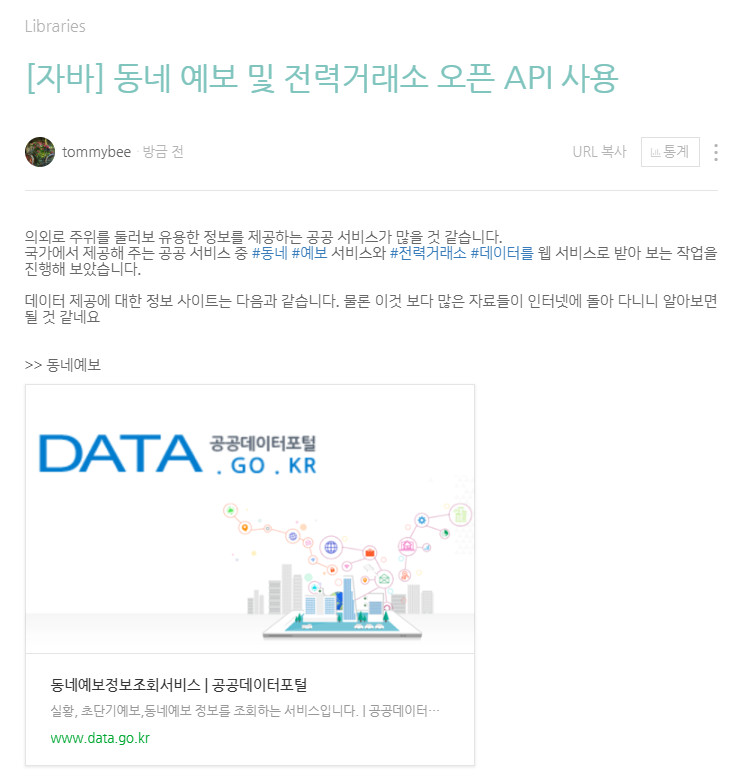 Libraries
[자바] 동네 예보 및 전력거래소 오픈 API 사용
tommybee · 방금 전
URL 복사
통계
의외로 주위를 둘러보 유용한 정보를 제공하는 공공 서비스가 많을 것 같습니다.
국가에서 제공해 주는 공공 서비스 중 #동네 #예보 서비스와 #전력거래소 #데이터를 웹 서비스로 받아 보는 작업을
진행해 보았습니다.
데이터 제공에 대한 정보 사이트는 다음과 같습니다. 물론 이것 보다 많은 자료들이 인터넷에 돌아 다니니 알아보면
될 것 같네요
>> 동네예보
DATA 공공데이터포털
.GO.KR
동네예보정보조회서비스 | 공공데이터포털
실황, 초단기예보,동네예보 정보를 조회하는 서비스입니다. | 공공데이터…
www.data.go.kr